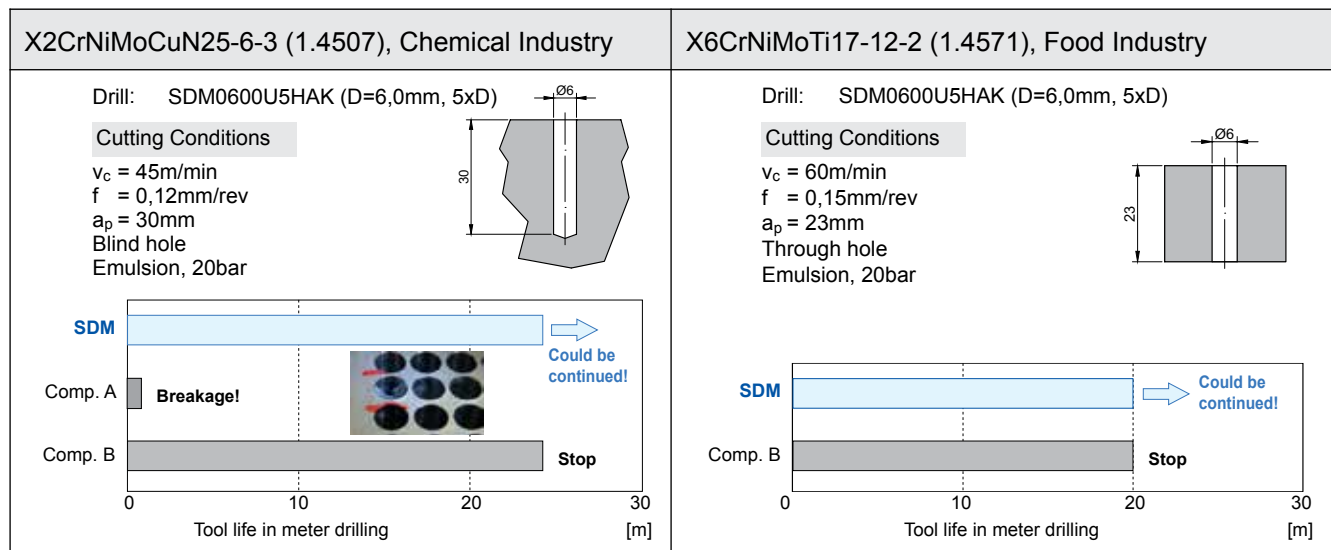 X2CrNiMoCuN25-6-3 (1.4507), Chemical Industry
Drill: SDM0600U5HAK (D=6,0mm, 5xD)
Cutting Conditions
vc = 45m/min
f = 0,12mm/rev
ap = 30mm
Blind hole
Emulsion, 20bar
Ø6
30
SDM
Could be
continued!
Comp. A
Breakage!
Comp. B
Stop
0 10 20 30
Tool life in meter drilling [m]
X6CrNiMoTi17-12-2 (1.4571), Food Industry
Drill: SDM0600U5HAK (D=6,0mm, 5xD)
Cutting Conditions
vc = 60m/min
f = 0,15mm/rev
ap = 23mm
Through hole
Emulsion, 20bar
Ø6
23
SDM
Could be
continued!
Comp. B
Stop
0 10 20 30
Tool life in meter drilling [m]